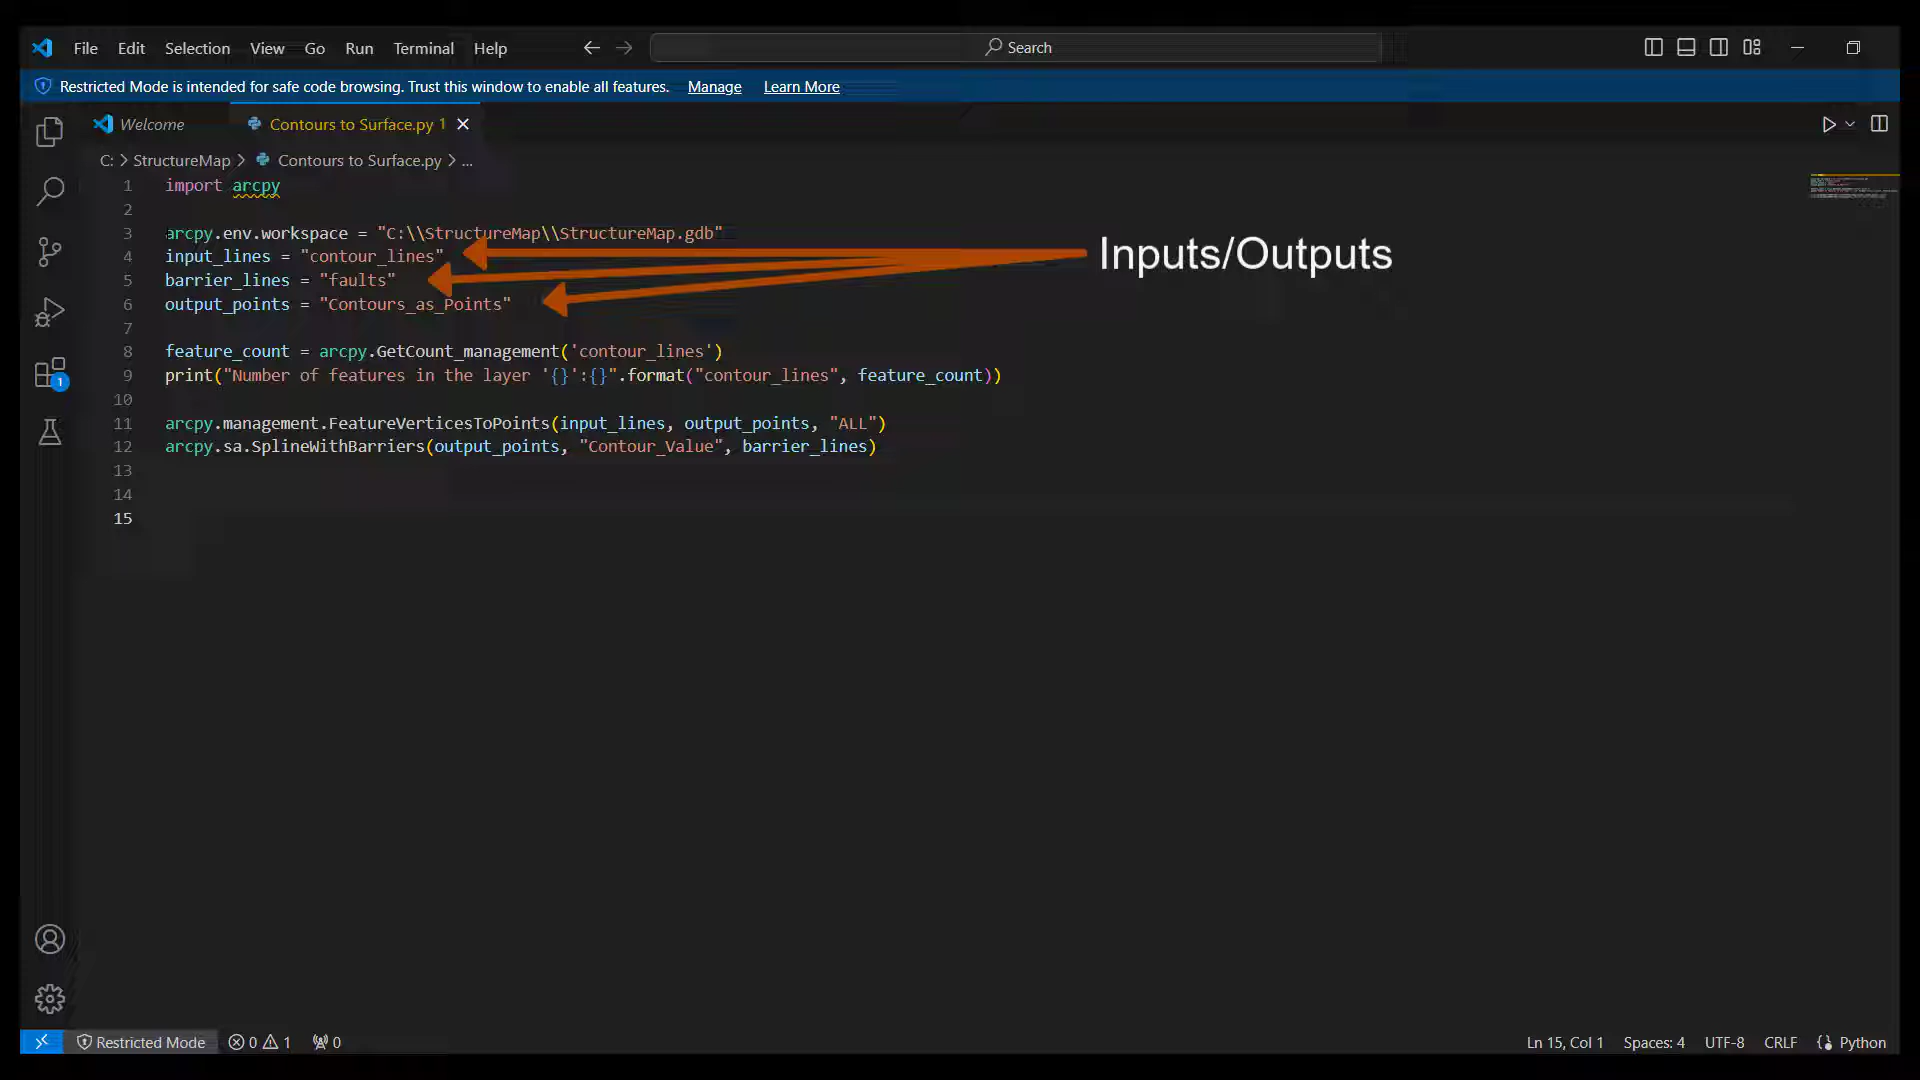 File Edit Selection View Go Run Terminal Help
Search
Restricted Mode is intended for safe code browsing. Trust this window to enable all features. Manage Learn More
Welcome Contours to Surface.py 1
C: > StructureMap > Contours to Surface.py > ...
1 import arcpy
2
3 arcpy.env.workspace = "C:\\StructureMap\\StructureMap.gdb"
4 input_lines = "contour_lines"
Inputs/Outputs
5 barrier_lines = "faults"
6 output_points = "Contours_as_Points"
7
8 feature_count = arcpy.GetCount_management('contour_lines')
9 print("Number of features in the layer '{}':{}".format("contour_lines", feature_count))
10
11 arcpy.management.FeatureVerticesToPoints(input_lines, output_points, "ALL")
12 arcpy.sa.SplineWithBarriers(output_points, "Contour_Value", barrier_lines)
13
14
15
1
Restricted Mode 0 1 0 Ln 15, Col 1 Spaces: 4 UTF-8 CRLF Python